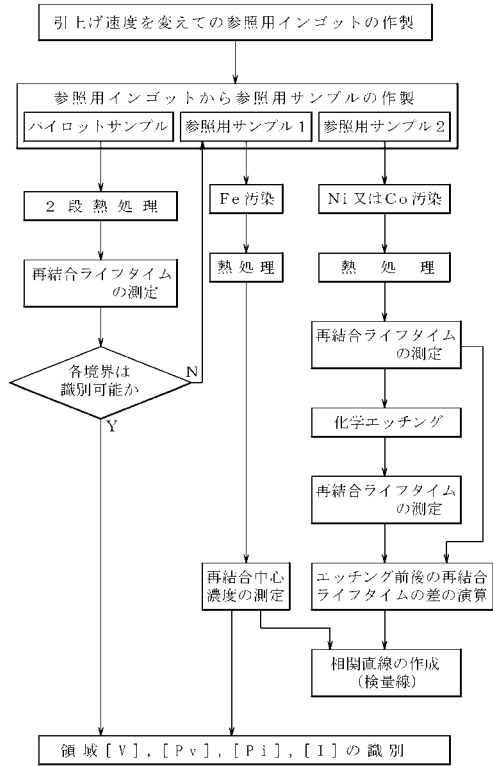 引上げ速度を変えての参照用インゴットの作製
参照用インゴットから参照用サンプルの作製
パイロットサンプル
参照用サンプル1
参照用サンプル2
2段熱処理
Fe汚染
Ni又はCo汚染
再結合ライフタイム
の測定
熱処理
熱処理
各境界は
識別可能か
N
Y
再結合ライフタイム
の測定
化学エッチング
再結合ライフタイム
の測定
再結合中心
濃度の測定
エッチング前後の再結合
ライフタイムの差の演算
相関直線の作成
(検量線)
領域[V],[Pv],[Pi],[I]の識別